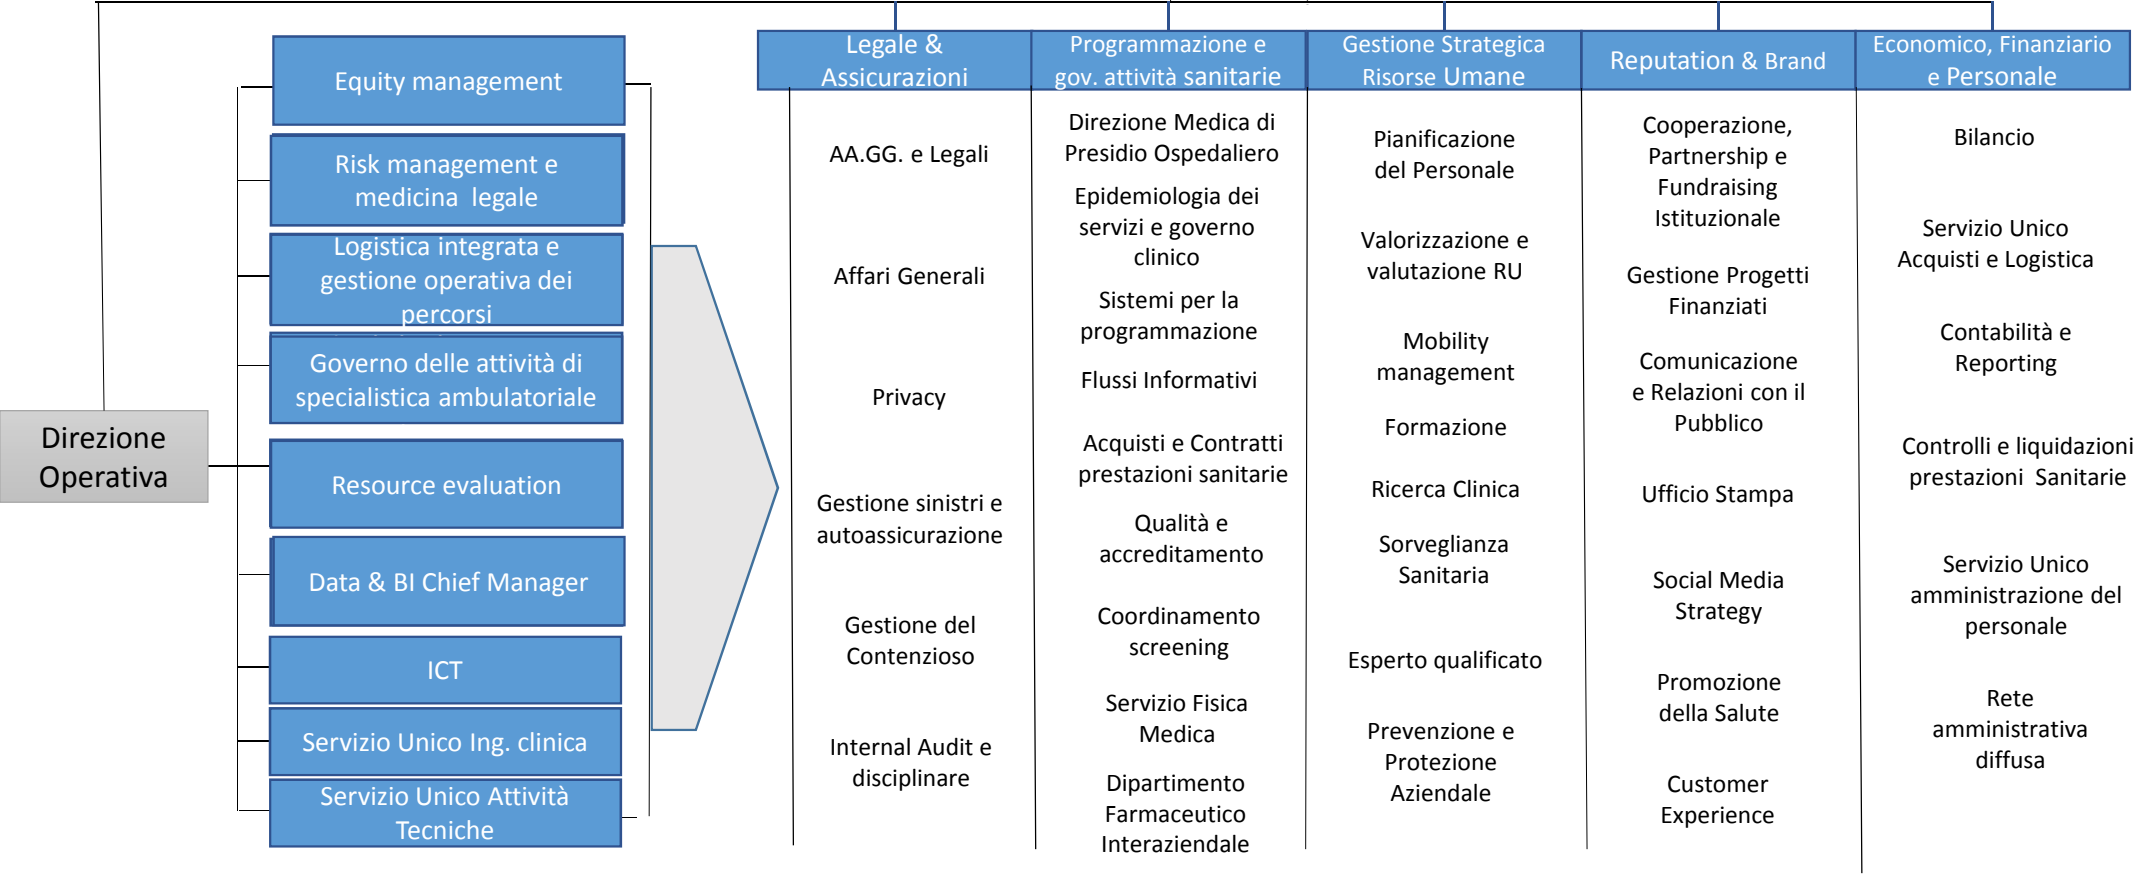 Direzione
Operativa
Equity management
Risk management e
medicina  legale
Logistica integrata e
gestione operativa dei
percorsi
Governo delle attività di
specialistica ambulatoriale
Resource evaluation
Data & BI Chief Manager
ICT
Servizio Unico Ing. clinica
Servizio Unico Attività
Tecniche
Legale &
Assicurazioni
AA.GG. e Legali
Affari Generali
Privacy
Gestione sinistri e
autoassicurazione
Gestione del
Contenzioso
Internal Audit e
disciplinare
Programmazione e
gov. attività sanitarie
Direzione Medica di
Presidio Ospedaliero
Epidemiologia dei
servizi e governo
clinico
Sistemi per la
programmazione
Flussi Informativi
Acquisti e Contratti
prestazioni sanitarie
Qualità e
accreditamento
Coordinamento
screening
Servizio Fisica
Medica
Dipartimento
Farmaceutico
Interaziendale
Gestione Strategica
Risorse Umane
Pianificazione
del Personale
Valorizzazione e
valutazione RU
Mobility
management
Formazione
Ricerca Clinica
Sorveglianza
Sanitaria
Esperto qualificato
Prevenzione e
Protezione
Aziendale
Reputation & Brand
Cooperazione,
Partnership e
Fundraising
Istituzionale
Gestione Progetti
Finanziati
Comunicazione
e Relazioni con il
Pubblico
Ufficio Stampa
Social Media
Strategy
Promozione
della Salute
Customer
Experience
Economico, Finanziario
e Personale
Bilancio
Servizio Unico
Acquisti e Logistica
Contabilità e
Reporting
Controlli e liquidazioni
prestazioni  Sanitarie
Servizio Unico
amministrazione del
personale
Rete
amministrativa
diffusa